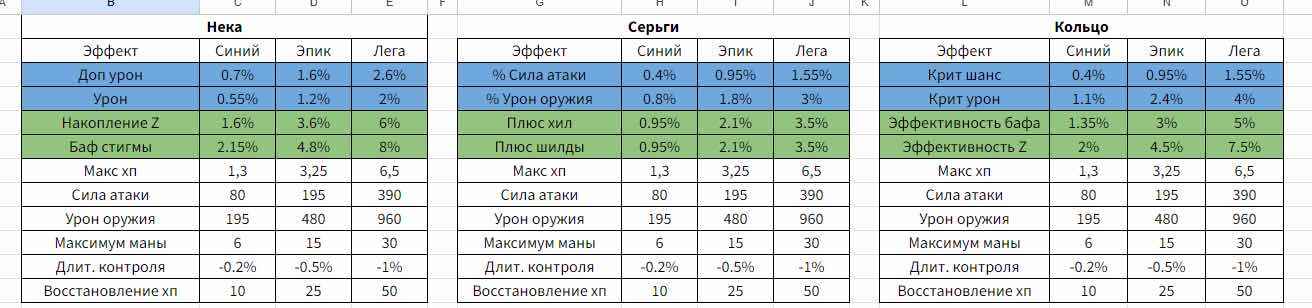 B C D E F G H I J K L M N O
Нека Серьги Кольцо
Эффект Синий Эпик Лега Эффект Синий Эпик Лега Эффект Синий Эпик Лега
Доп урон 0.7% 1.6% 2.6% % Сила атаки 0.4% 0.95% 1.55% Крит шанс 0.4% 0.95% 1.55%
Урон 0.55% 1.2% 2% % Урон оружия 0.8% 1.8% 3% Крит урон 1.1% 2.4% 4%
Накопление Z 1.6% 3.6% 6% Плюс хил 0.95% 2.1% 3.5% Эффективность бафа 1.35% 3% 5%
Баф стигмы 2.15% 4.8% 8% Плюс шилды 0.95% 2.1% 3.5% Эффективность Z 2% 4.5% 7.5%
Макс хп 1,3 3,25 6,5 Макс хп 1,3 3,25 6,5 Макс хп 1,3 3,25 6,5
Сила атаки 80 195 390 Сила атаки 80 195 390 Сила атаки 80 195 390
Урон оружия 195 480 960 Урон оружия 195 480 960 Урон оружия 195 480 960
Максимум маны 6 15 30 Максимум маны 6 15 30 Максимум маны 6 15 30
Длит. контроля -0.2% -0.5% -1% Длит. контроля -0.2% -0.5% -1% Длит. контроля -0.2% -0.5% -1%
Восстановление хп 10 25 50 Восстановление хп 10 25 50 Восстановление хп 10 25 50